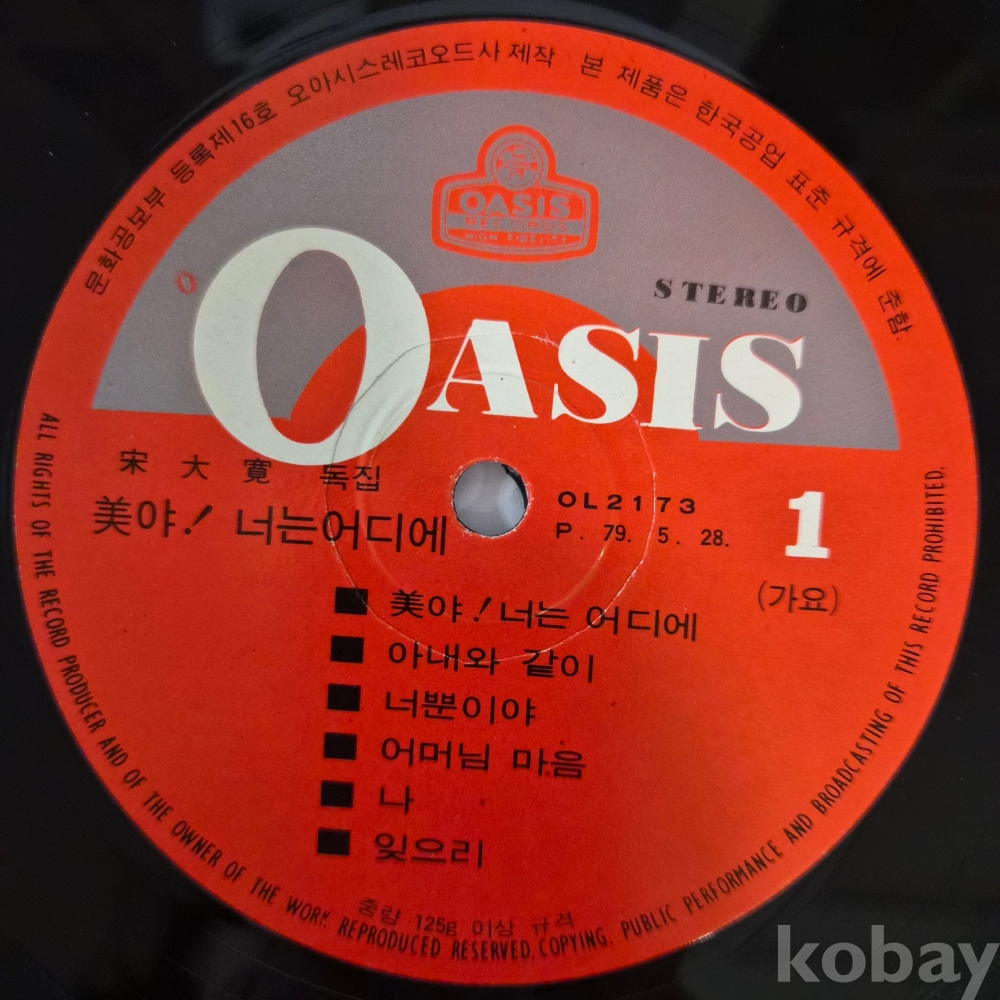 문화공보부 등록제16호 오아시스레코오드사 제작 본 제품은 한국공업 표준 규격에 준함.
OASIS
RECORDS
HIGH FIDELITY
STEREO
OASIS
宋 大 寛 독집
美야! 너는어디에
OL2173
P. 79. 5. 28.
1
(가요)
■ 美야! 너는 어디에
■ 아내와 같이
■ 너뿐이야
■ 어머님 마음
■ 나
■ 잊으리
중량 125g 이상 규격
ALL RIGHTS OF THE RECORD PRODUCER AND OF THE OWNER OF THE WORK REPRODUCED RESERVED. COPYING, PUBLIC PERFORMANCE AND BROADCASTING OF THIS RECORD PROHIBITED.
kobay